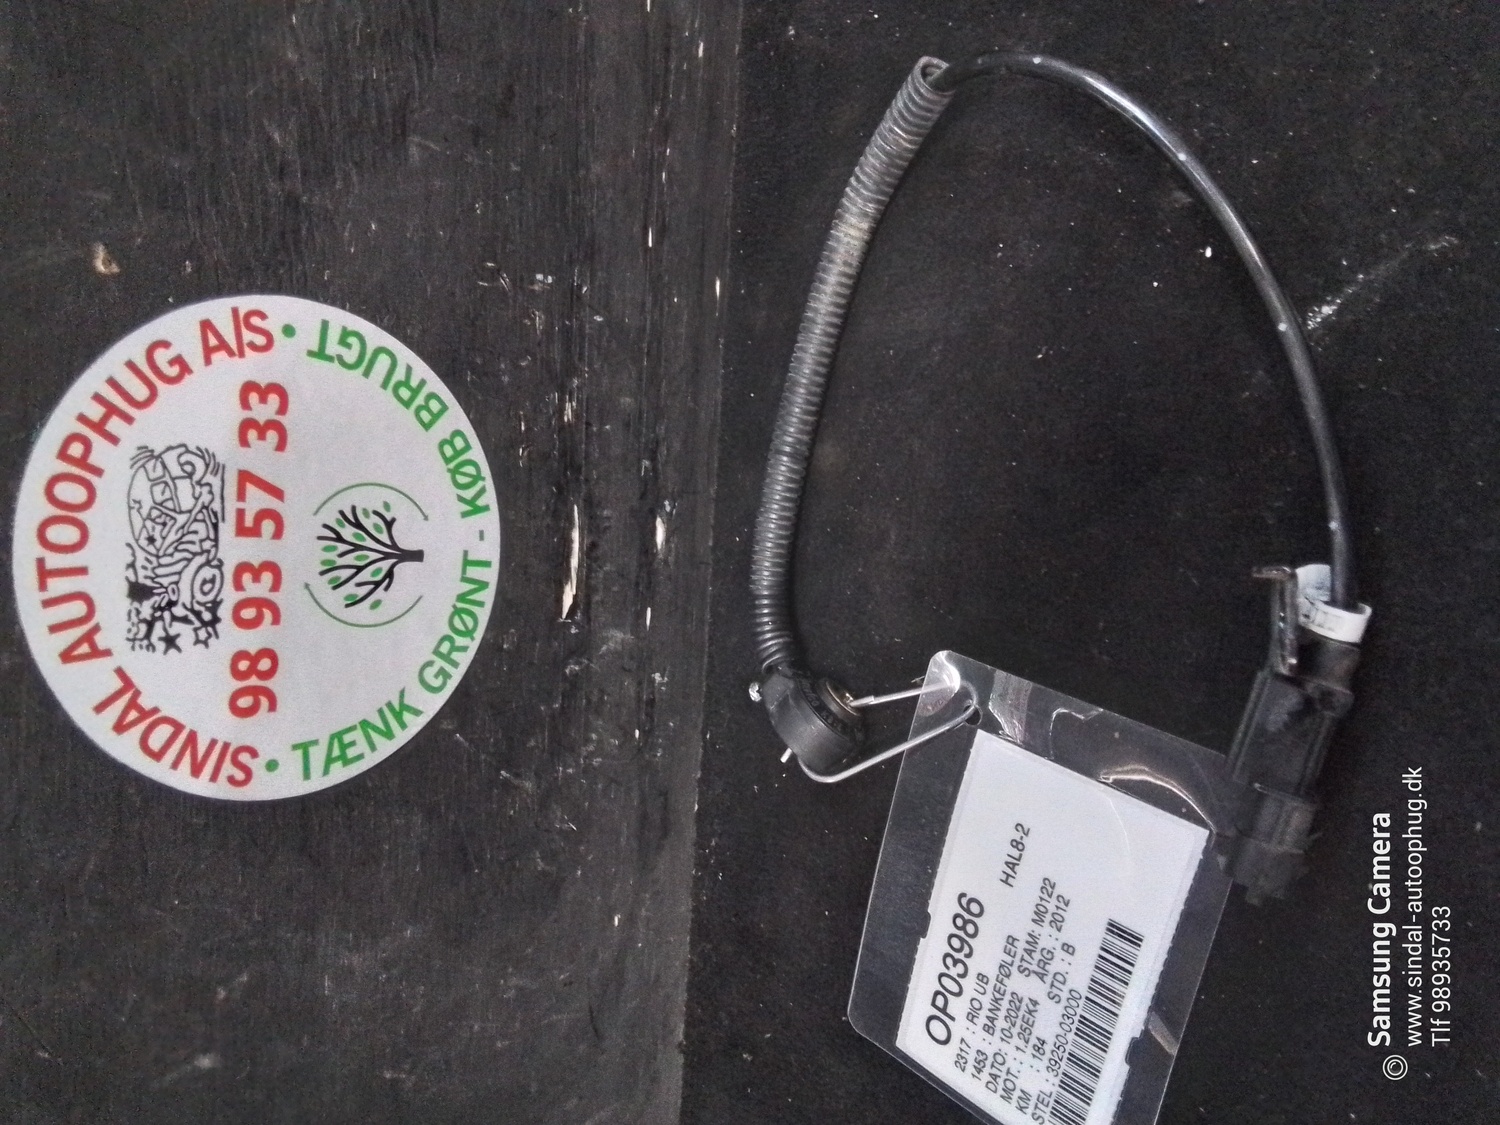 SINDAL AUTOOPHUG A/S
98 93 57 33
TÆNK GRØNT - KØB BRUGT
OP03986
2317 : RIO UB HAL8-2
1453 : BANKEFØLER
DATO: 10-2022 STAM: M0122
MOT. : 1.25EK4 ÅRG. : 2012
KM : 184 STD. : B
STEL : 39250-03000
Samsung Camera
www.sindal-autoophug.dk
Tlf 98935733